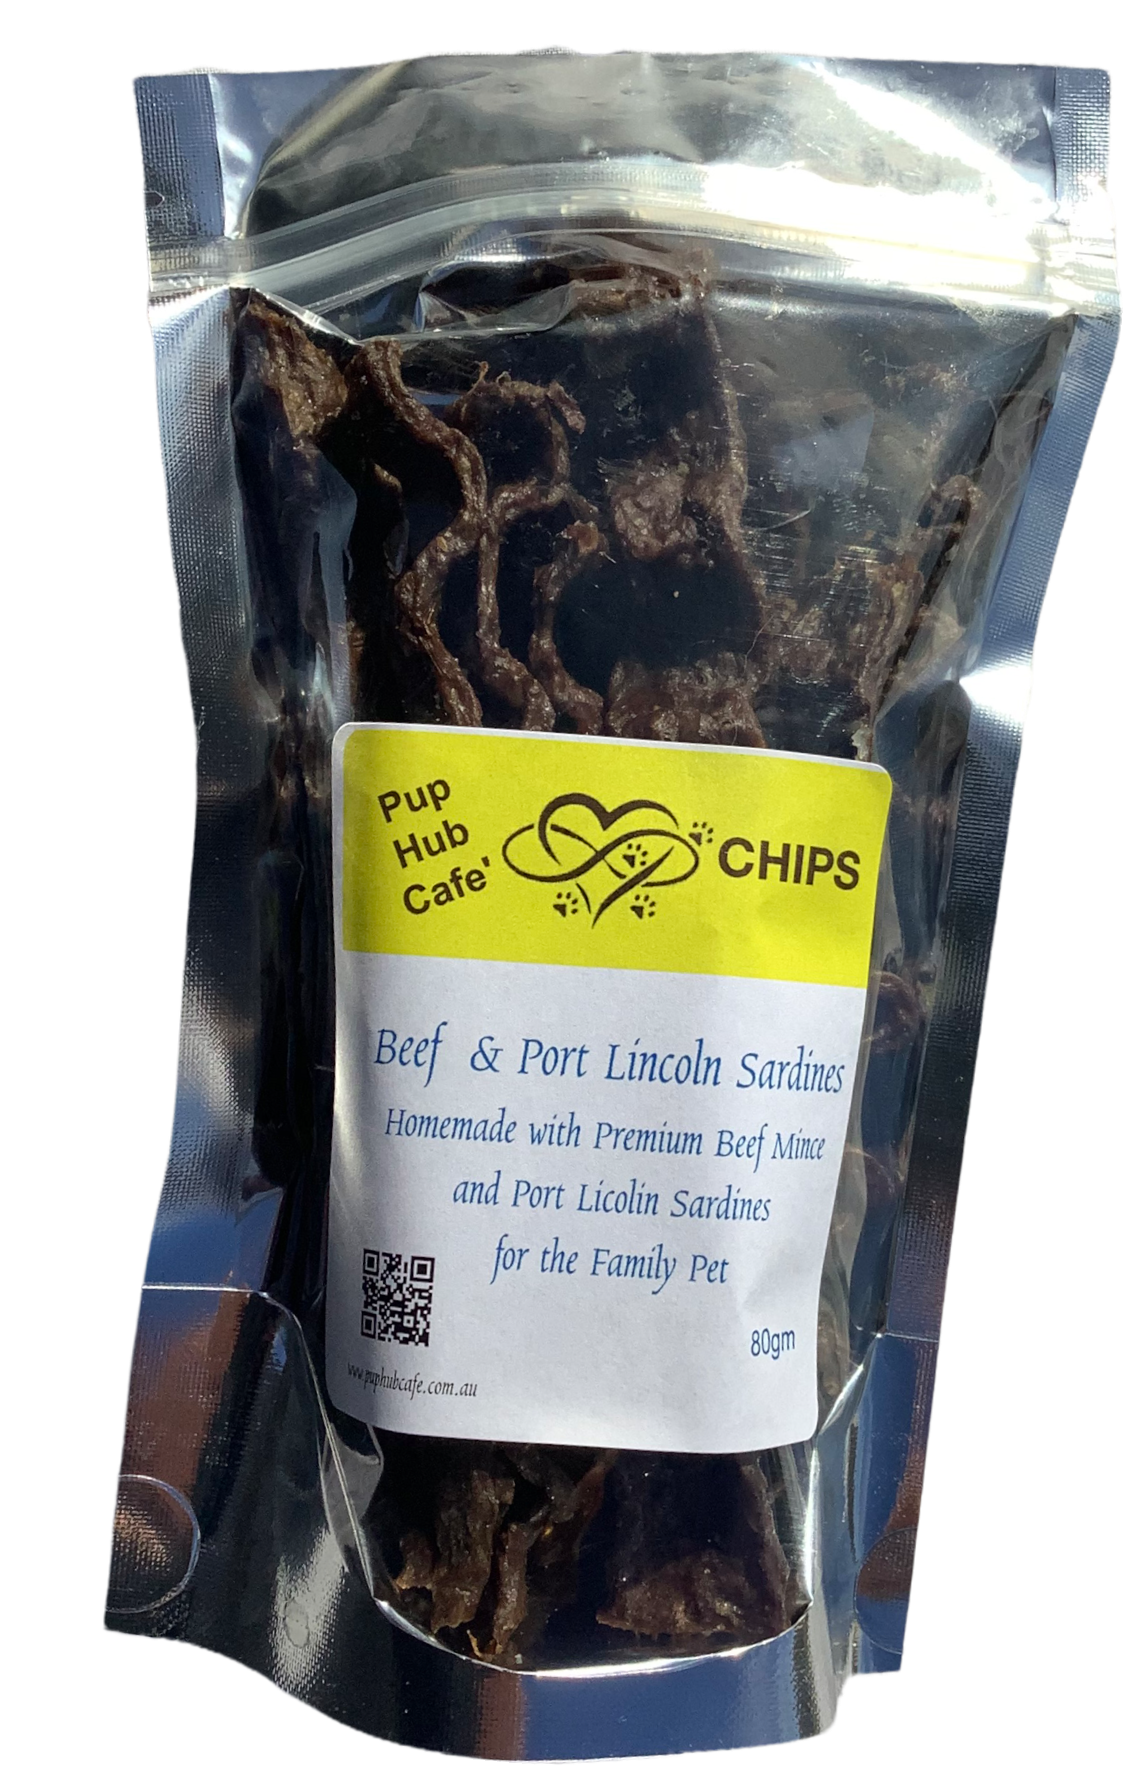 Pup
Hub
Cafe'
CHIPS
Beef & Port Lincoln Sardines
Homemade with Premium Beef Mince
and Port Licolin Sardines
for the Family Pet
80gm
www.puphubcafe.com.au